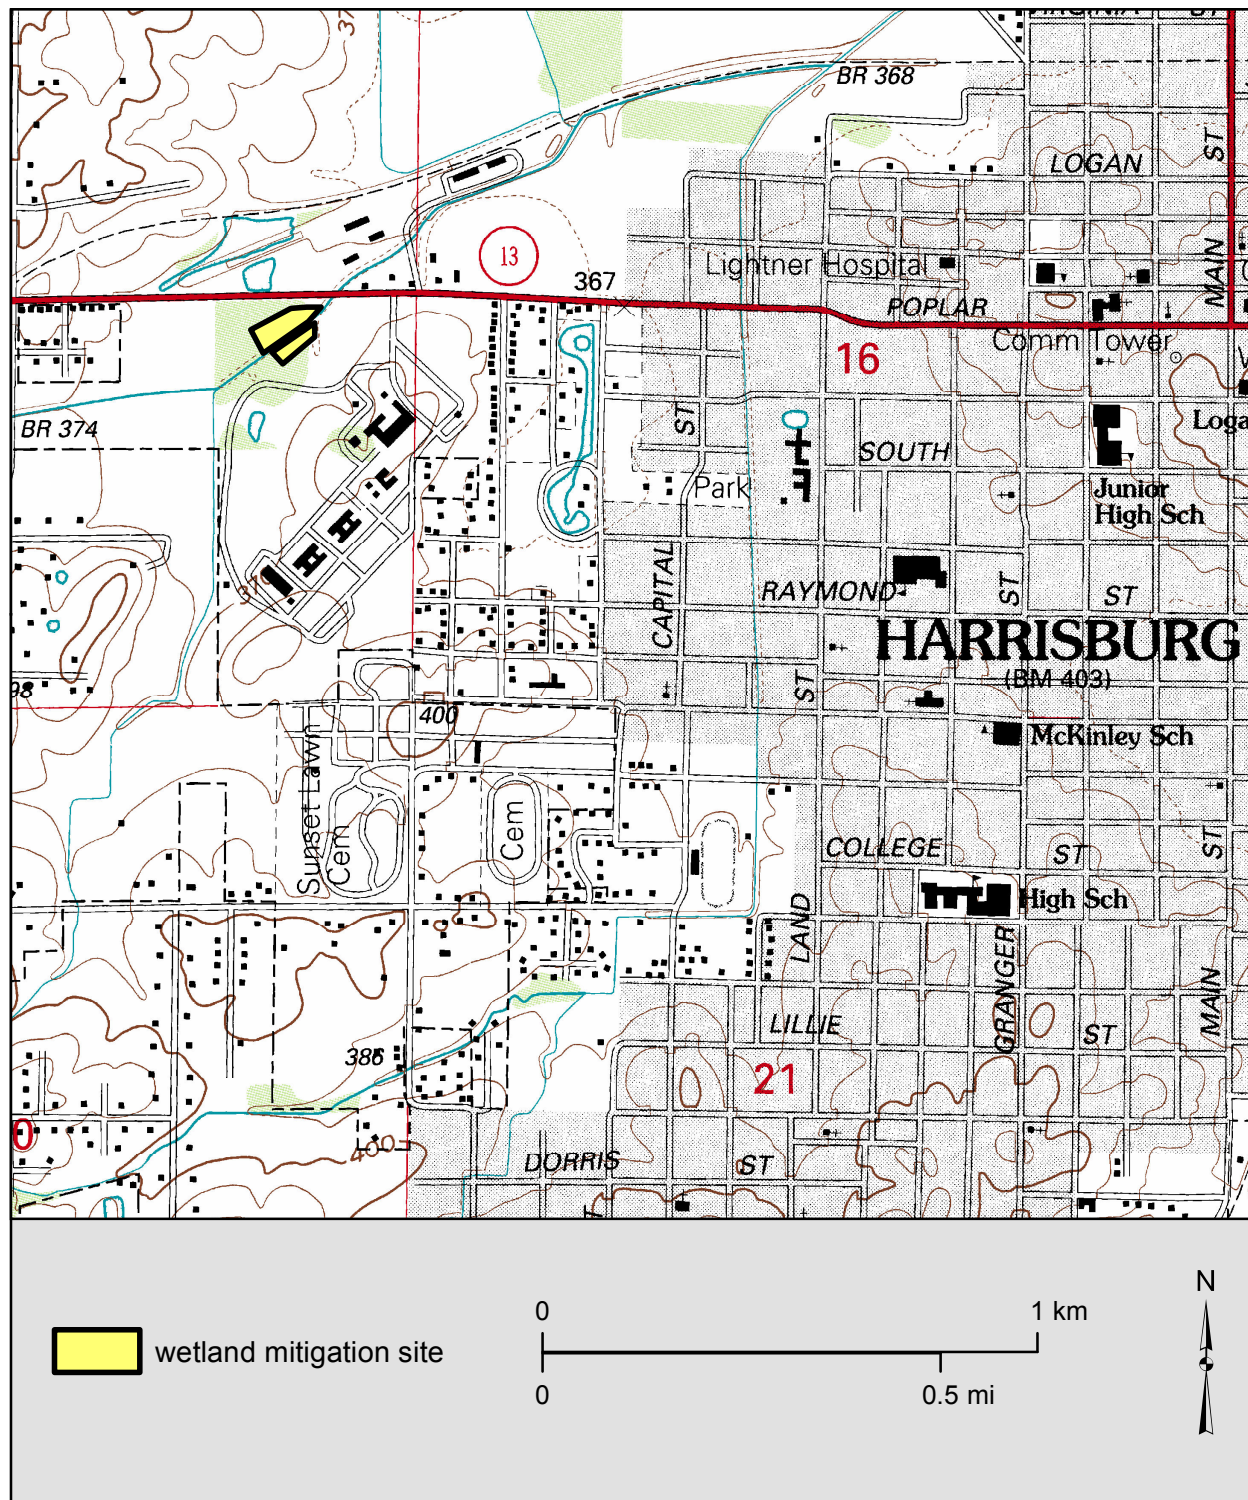 VIRGINIA ST
BR 368
LOGAN
ST
13
MAIN
Lightner Hospital
367
POPLAR
Comm Tower
16
ST
BR 374
SOUTH
Park
Junior
High Sch
370
CAPITAL
RAYMOND
ST
ST
HARRISBURG
(BM 403)
98
ST
400
McKinley Sch
Sunset Lawn
Cem
Cem
COLLEGE
ST
ST
High Sch
LAND
GRANGER
MAIN
LILLIE
ST
386
21
400
DORRIS
ST
wetland mitigation site
0
1 km
0
0.5 mi
N